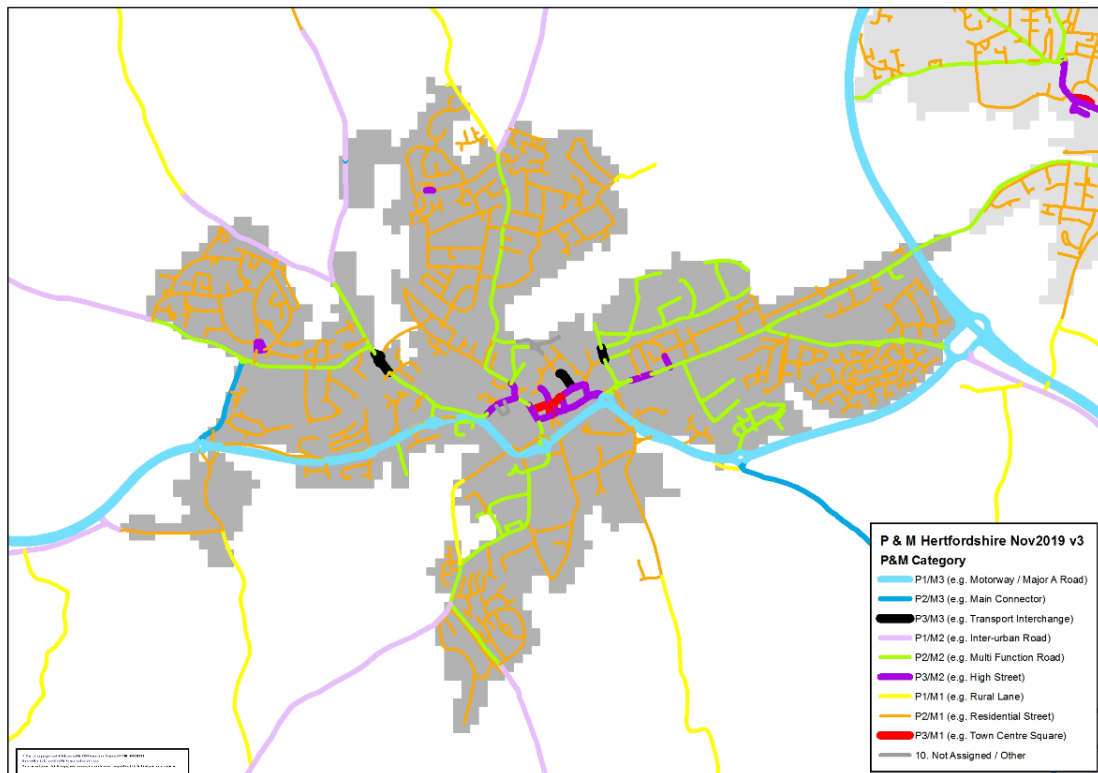 P & M Hertfordshire Nov2019 v3
P&M Category
P1/M3 (e.g. Motorway / Major A Road)
P2/M3 (e.g. Main Connector)
P3/M3 (e.g. Transport Interchange)
P1/M2 (e.g. Inter-urban Road)
P2/M2 (e.g. Multi Function Road)
P3/M2 (e.g. High Street)
P1/M1 (e.g. Rural Lane)
P2/M1 (e.g. Residential Street)
P3/M1 (e.g. Town Centre Square)
10. Not Assigned / Other